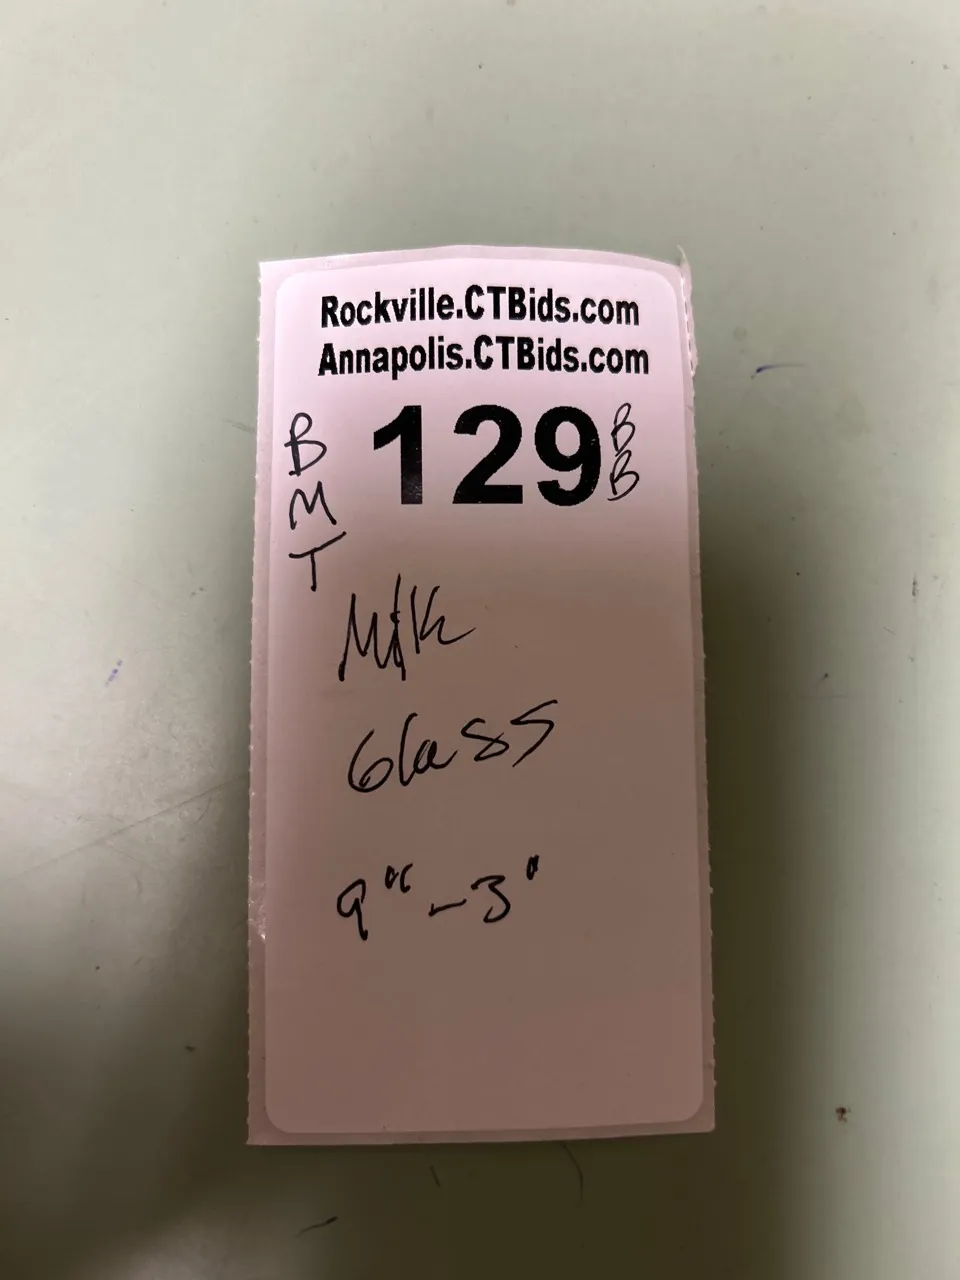 Rockville.CTBids.com
Annapolis.CTBids.com
B
M
T
129
B
B
Milk
Glass
9" - 3"